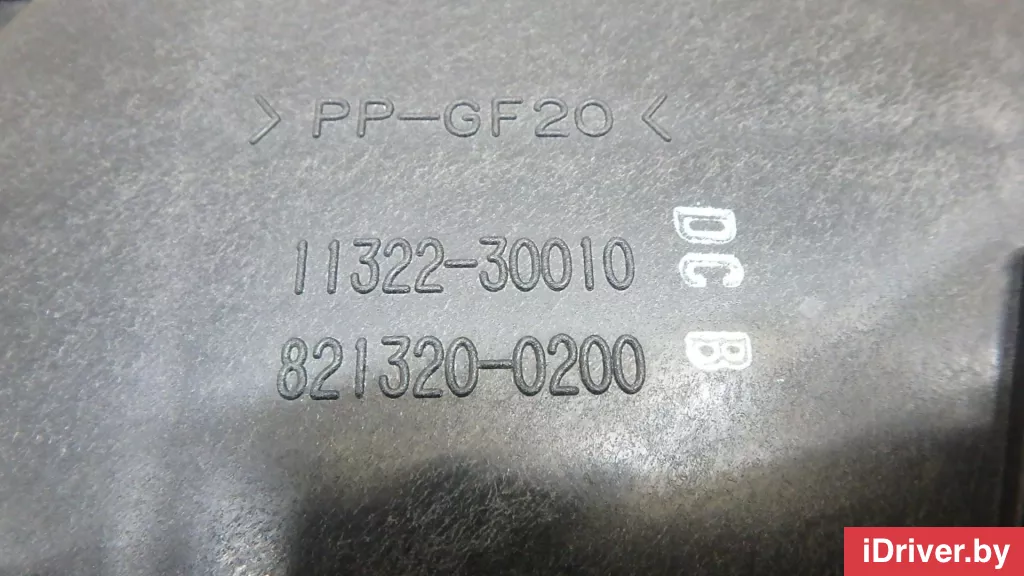 > PP-GF20 <
11322-30010
821320-0200
DC B
iDriver.by